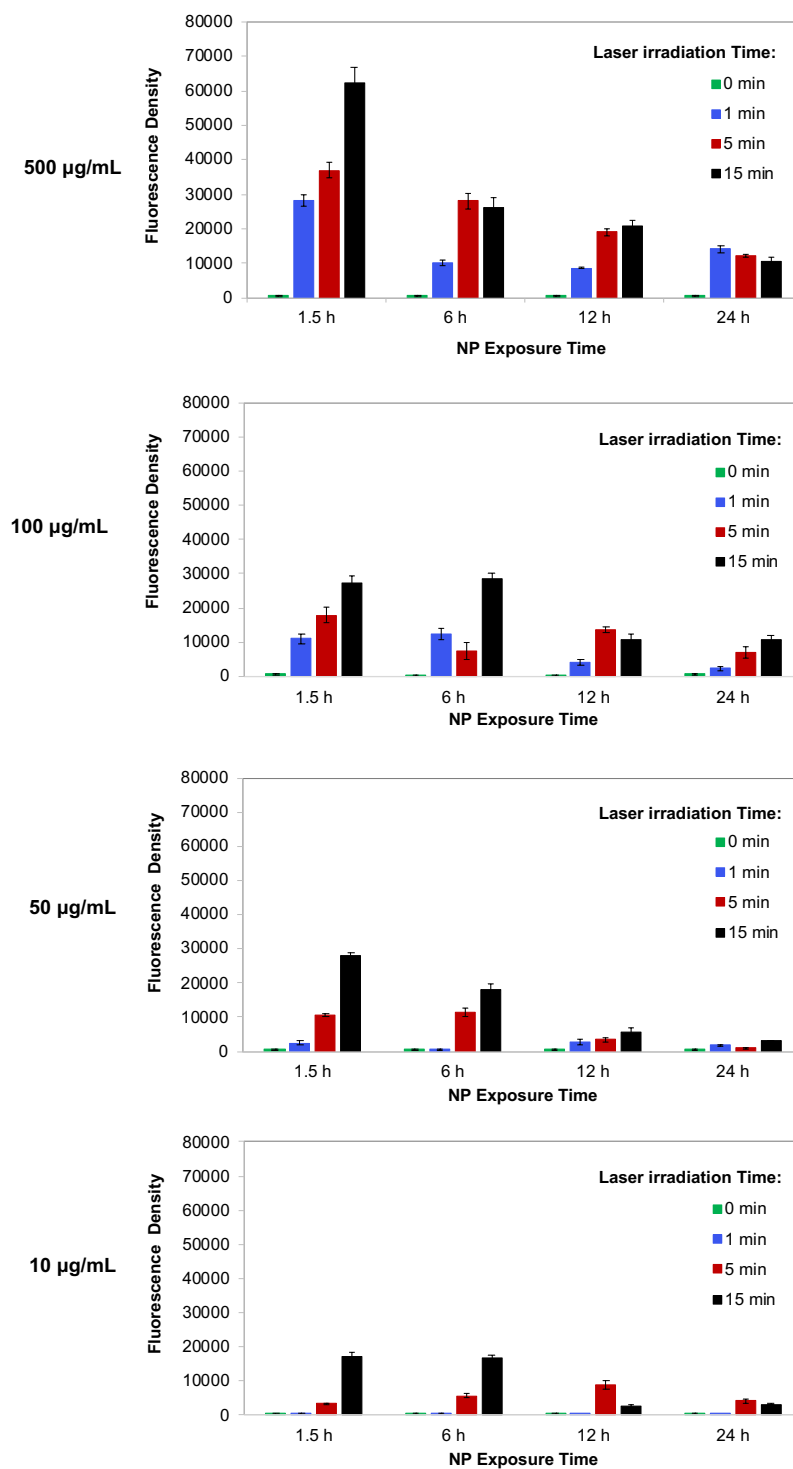 80000
70000
60000
50000
40000
30000
20000
10000
0
Fluorescence Density
500 µg/mL
Laser irradiation Time:
0 min
1 min
5 min
15 min
1.5 h 6 h 12 h 24 h
NP Exposure Time
80000
70000
60000
50000
40000
30000
20000
10000
0
Fluorescence Density
100 µg/mL
Laser irradiation Time:
0 min
1 min
5 min
15 min
1.5 h 6 h 12 h 24 h
NP Exposure Time
80000
70000
60000
50000
40000
30000
20000
10000
0
Fluorescence Density
50 µg/mL
Laser irradiation Time:
0 min
1 min
5 min
15 min
1.5 h 6 h 12 h 24 h
NP Exposure Time
80000
70000
60000
50000
40000
30000
20000
10000
0
Fluorescence Density
10 µg/mL
Laser irradiation Time:
0 min
1 min
5 min
15 min
1.5 h 6 h 12 h 24 h
NP Exposure Time